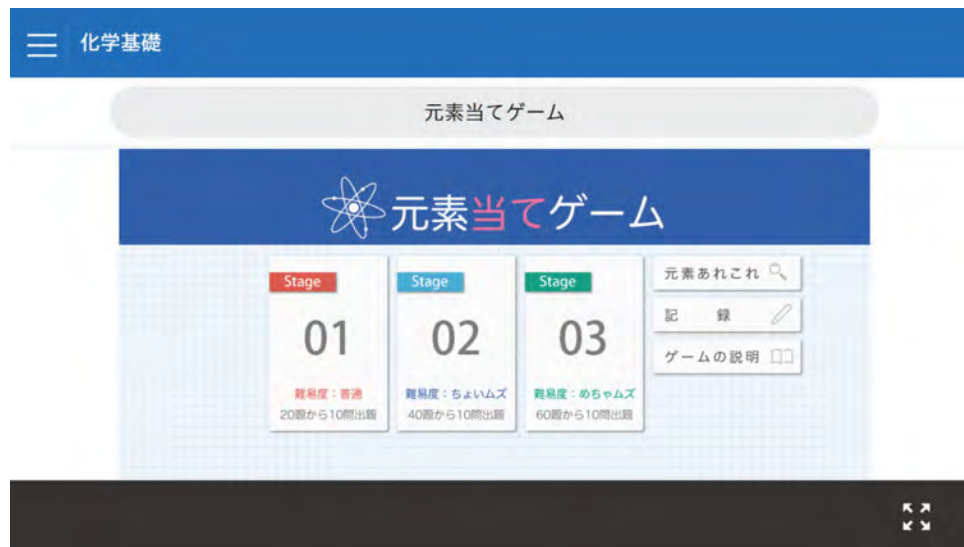 化学基礎
元素当てゲーム
元素当てゲーム
Stage
01
難易度：普通
20題から10問出題
Stage
02
難易度：ちょいムズ
40題から10問出題
Stage
03
難易度：めちゃムズ
60題から10問出題
元素あれこれ
記 録
ゲームの説明